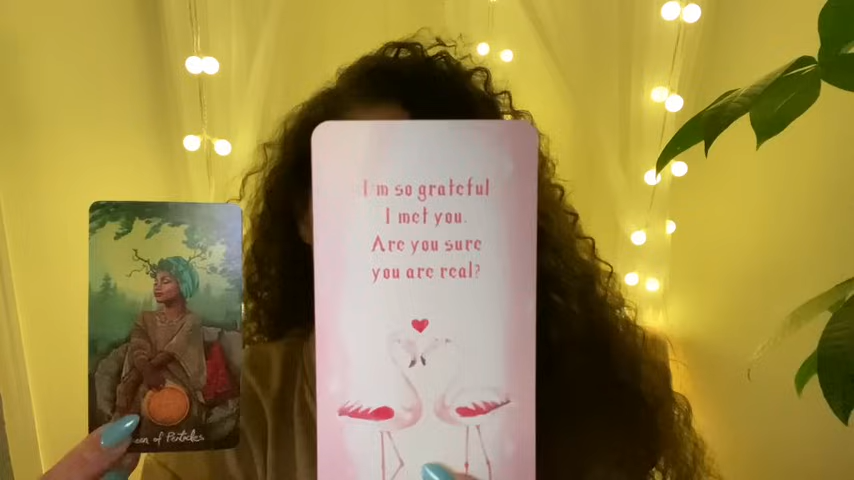 I'm so grateful
I met you.
Are you sure
you are real?
of Pentacles